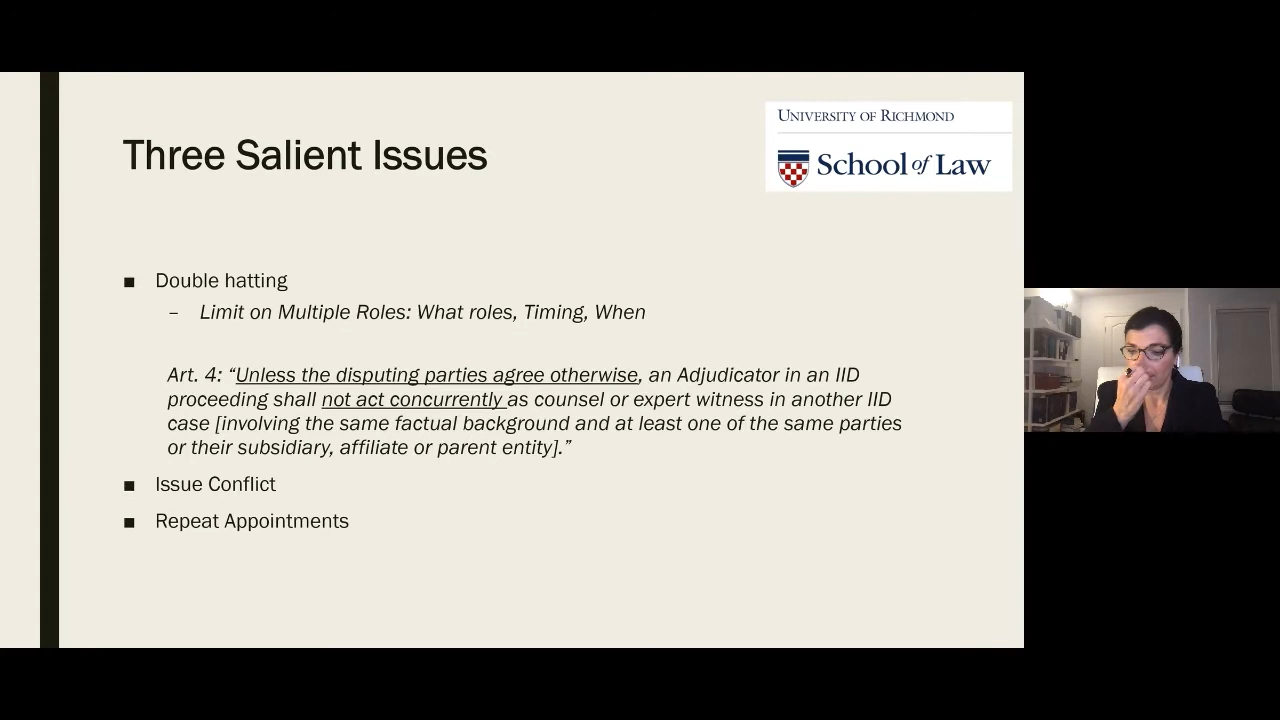 UNIVERSITY OF RICHMOND
School of Law
Three Salient Issues
■ Double hatting
– Limit on Multiple Roles: What roles, Timing, When
Art. 4: “Unless the disputing parties agree otherwise, an Adjudicator in an IID
proceeding shall not act concurrently as counsel or expert witness in another IID
case [involving the same factual background and at least one of the same parties
or their subsidiary, affiliate or parent entity].”
■ Issue Conflict
■ Repeat Appointments